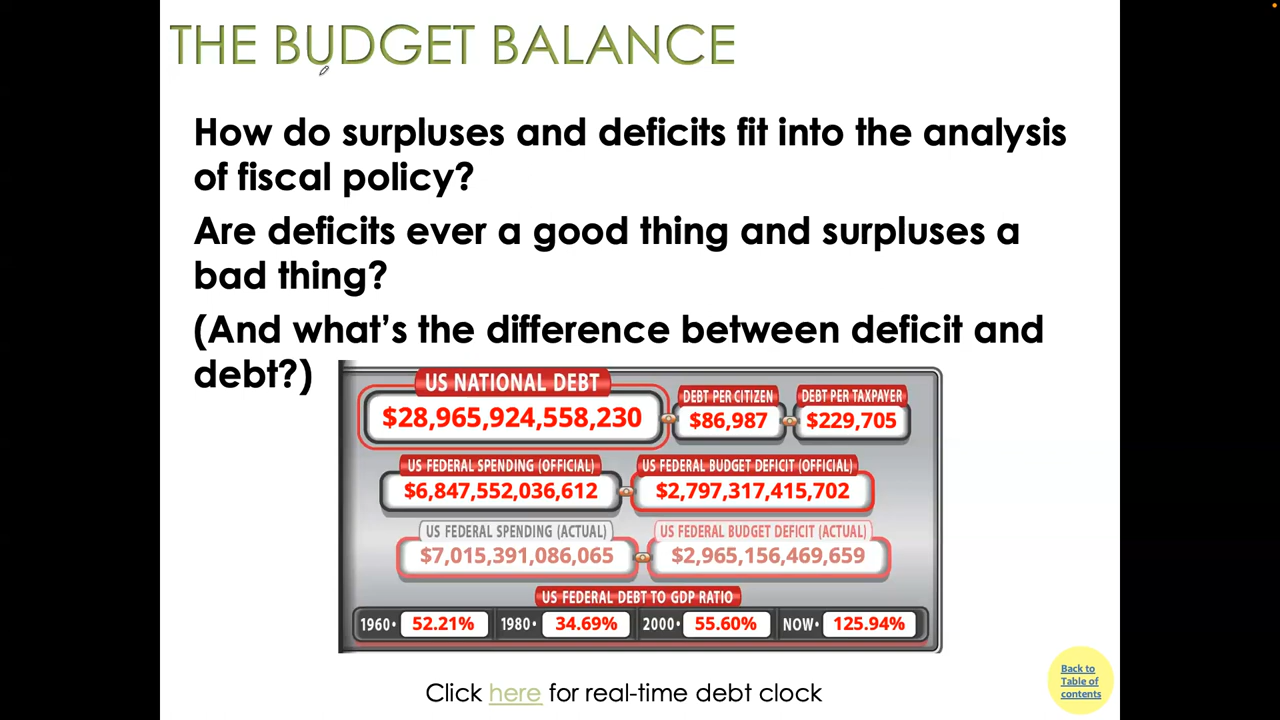 THE BUDGET BALANCE
How do surpluses and deficits fit into the analysis
of fiscal policy?
Are deficits ever a good thing and surpluses a
bad thing?
(And what's the difference between deficit and
debt?)
US NATIONAL DEBT
$28,965,924,558,230
DEBT PER CITIZEN
$86,987
DEBT PER TAXPAYER
$229,705
US FEDERAL SPENDING (OFFICIAL)
$6,847,552,036,612
US FEDERAL BUDGET DEFICIT (OFFICIAL)
$2,797,317,415,702
US FEDERAL SPENDING (ACTUAL)
$7,015,391,086,065
US FEDERAL BUDGET DEFICIT (ACTUAL)
$2,965,156,469,659
US FEDERAL DEBT TO GDP RATIO
1960• 52.21% 1980• 34.69% 2000• 55.60% NOW• 125.94%
Click here for real-time debt clock
Back to
Table of
contents